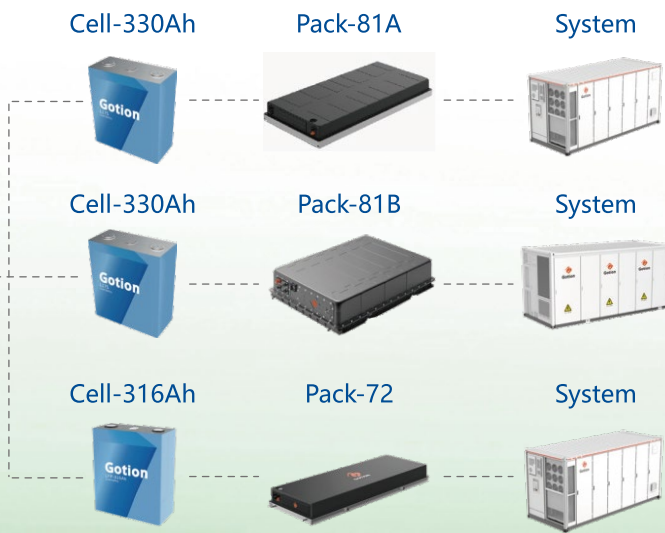 Cell-330Ah Pack-81A System
Gotion
Cell-330Ah Pack-81B System
Gotion
Gotion Gotion Gotion
Cell-316Ah Pack-72 System
Gotion